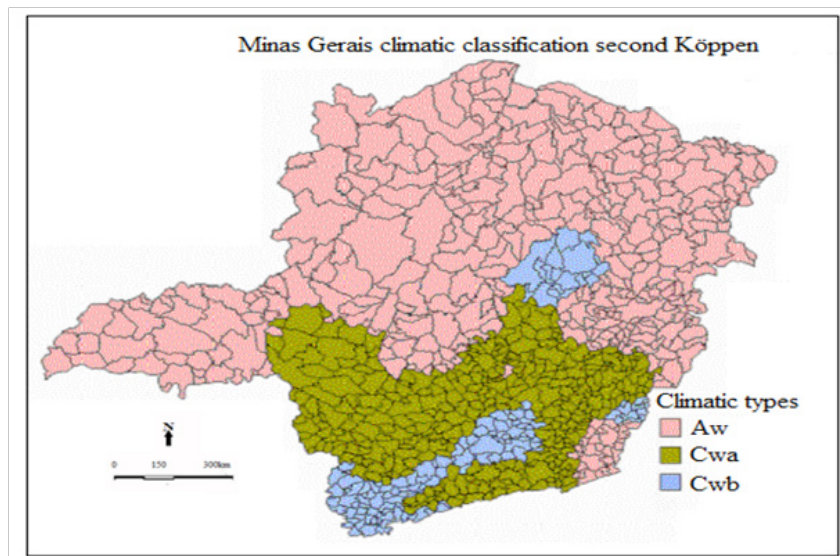 Minas Gerais climatic classification second Köppen
Climatic types
Aw
Cwa
Cwb
N
0 150 300km